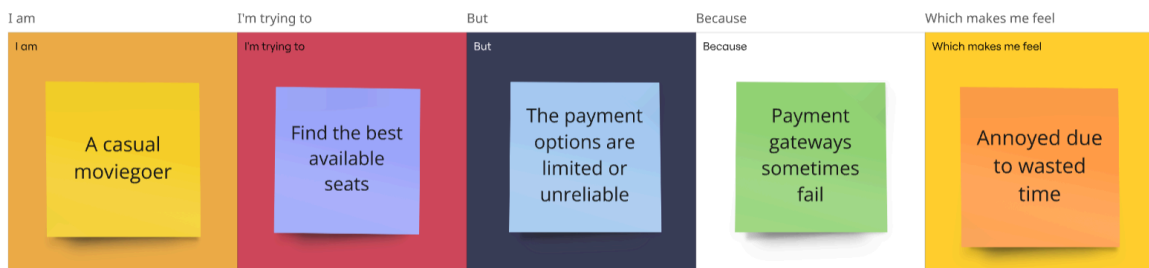 I am
I'm trying to
But
Because
Which makes me feel
I am
I'm trying to
But
Because
Which makes me feel
A casual
moviegoer
Find the best
available
seats
The payment
options are
limited or
unreliable
Payment
gateways
sometimes
fail
Annoyed due
to wasted
time